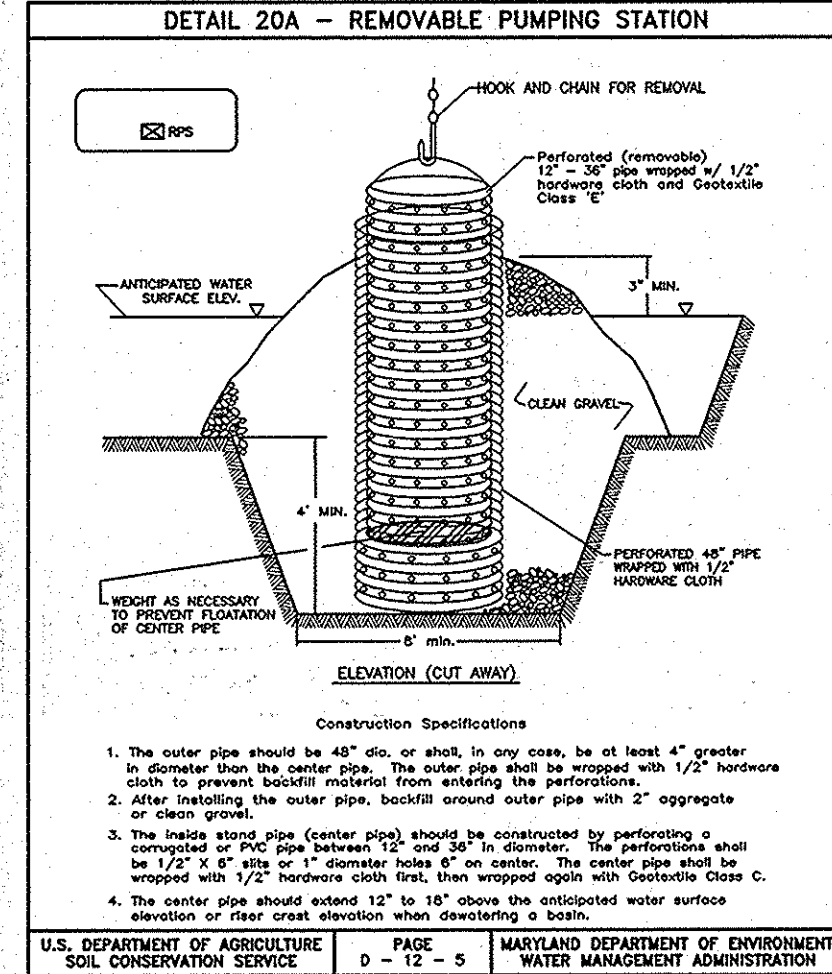 DETAIL 20A - REMOVABLE PUMPING STATION
RPS
HOOK AND CHAIN FOR REMOVAL
Perforated (removable)
12" - 36" pipe wrapped w/ 1/2"
hardware cloth and Geotextile
Class 'E'
ANTICIPATED WATER
SURFACE ELEV.
3" MIN.
CLEAN GRAVEL
4' MIN.
PERFORATED 48" PIPE
WRAPPED WITH 1/2"
HARDWARE CLOTH
WEIGHT AS NECESSARY
TO PREVENT FLOATATION
OF CENTER PIPE
8' min.
ELEVATION (CUT AWAY)
Construction Specifications
1. The outer pipe should be 48" dia. or shall, in any case, be at least 4" greater
in diameter than the center pipe. The outer pipe shall be wrapped with 1/2" hardware
cloth to prevent backfill material from entering the perforations.
2. After installing the outer pipe, backfill around outer pipe with 2" aggregate
or clean gravel.
3. The inside stand pipe (center pipe) should be constructed by perforating a
corrugated or PVC pipe between 12" and 36" in diameter. The perforations shall
be 1/2" X 6" slits or 1" diameter holes 6" on center. The center pipe shall be
wrapped with 1/2" hardware cloth first, then wrapped again with Geotextile Class C.
4. The center pipe should extend 12" to 18" above the anticipated water surface
elevation or riser crest elevation when dewatering a basin.
U.S. DEPARTMENT OF AGRICULTURE
SOIL CONSERVATION SERVICE
PAGE
D - 12 - 5
MARYLAND DEPARTMENT OF ENVIRONMENT
WATER MANAGEMENT ADMINISTRATION